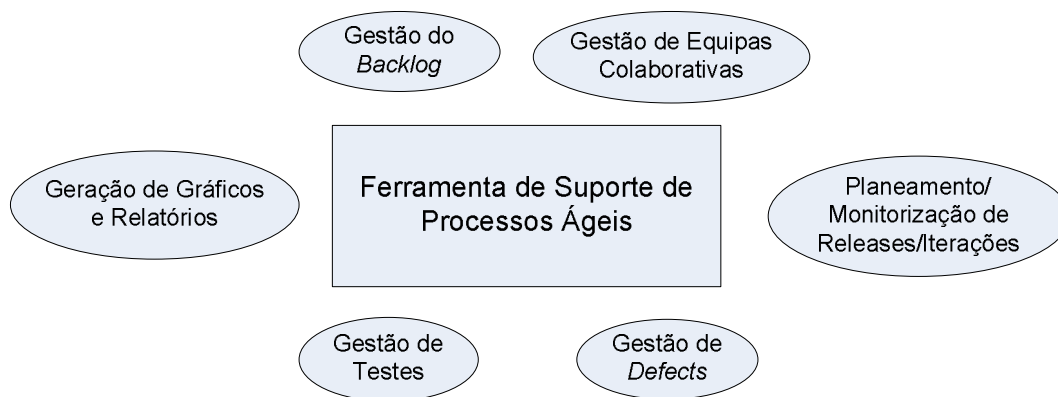 Gestão do
Backlog
Gestão de Equipas
Colaborativas
Geração de Gráficos
e Relatórios
Ferramenta de Suporte de
Processos Ágeis
Planeamento/
Monitorização de
Releases/Iterações
Gestão de
Testes
Gestão de
Defects